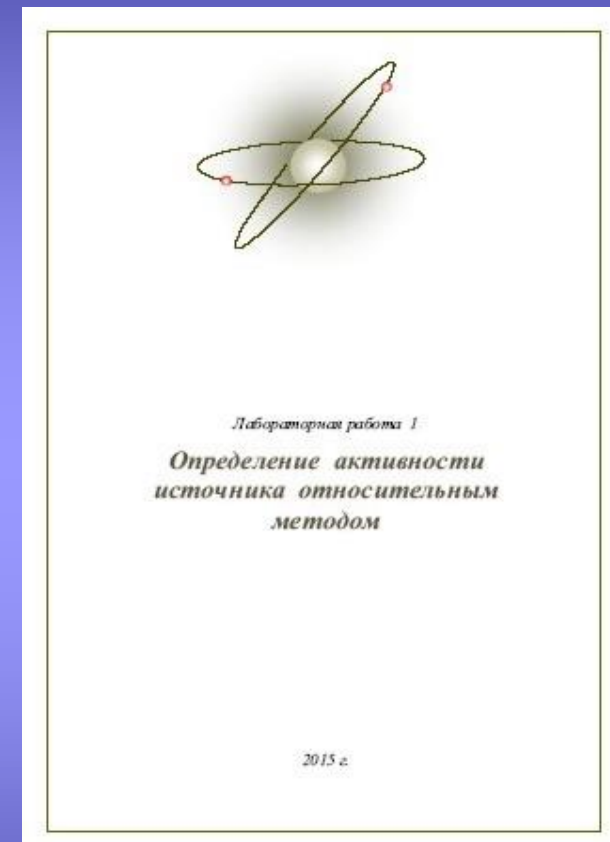 Лабораторная работа 1
Определение активности
источника относительным
методом
2015 г.